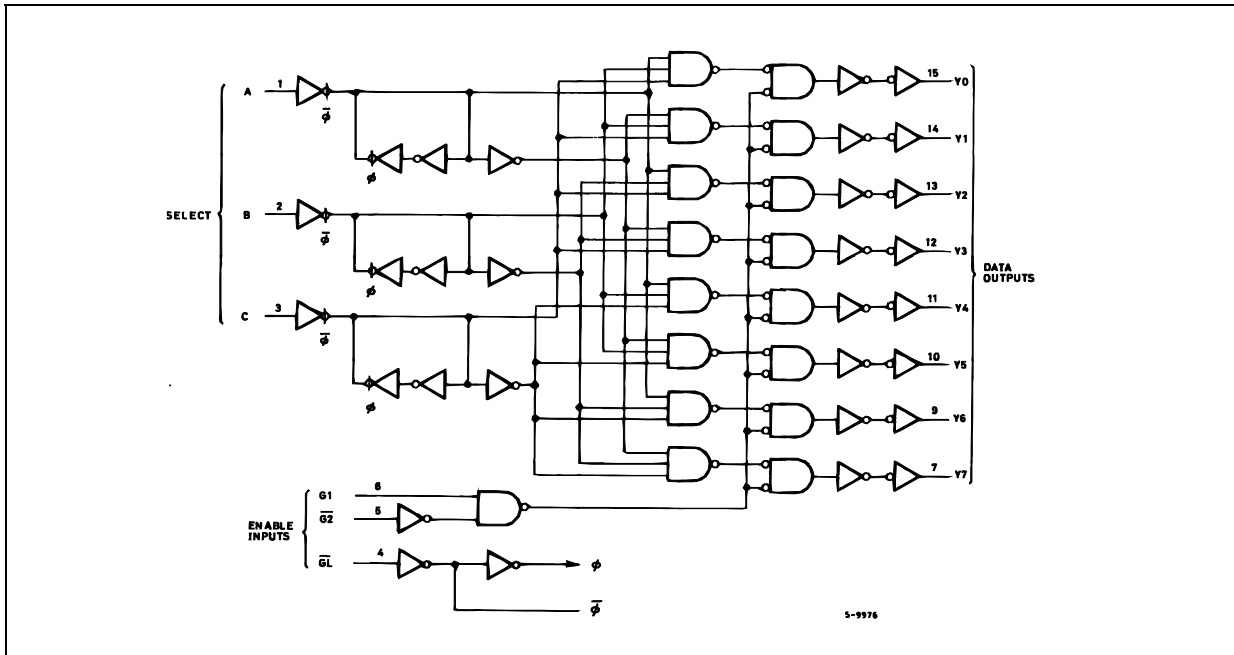 A 1
φ̅
φ
SELECT
B 2
φ̅
φ
C 3
φ̅
φ
15 Y0
14 Y1
13 Y2
12 Y3
DATA
OUTPUTS
11 Y4
10 Y5
9 Y6
7 Y7
ENABLE
INPUTS
G1 6
G̅2̅ 5
G̅L̅ 4
φ
φ̅
S-9976